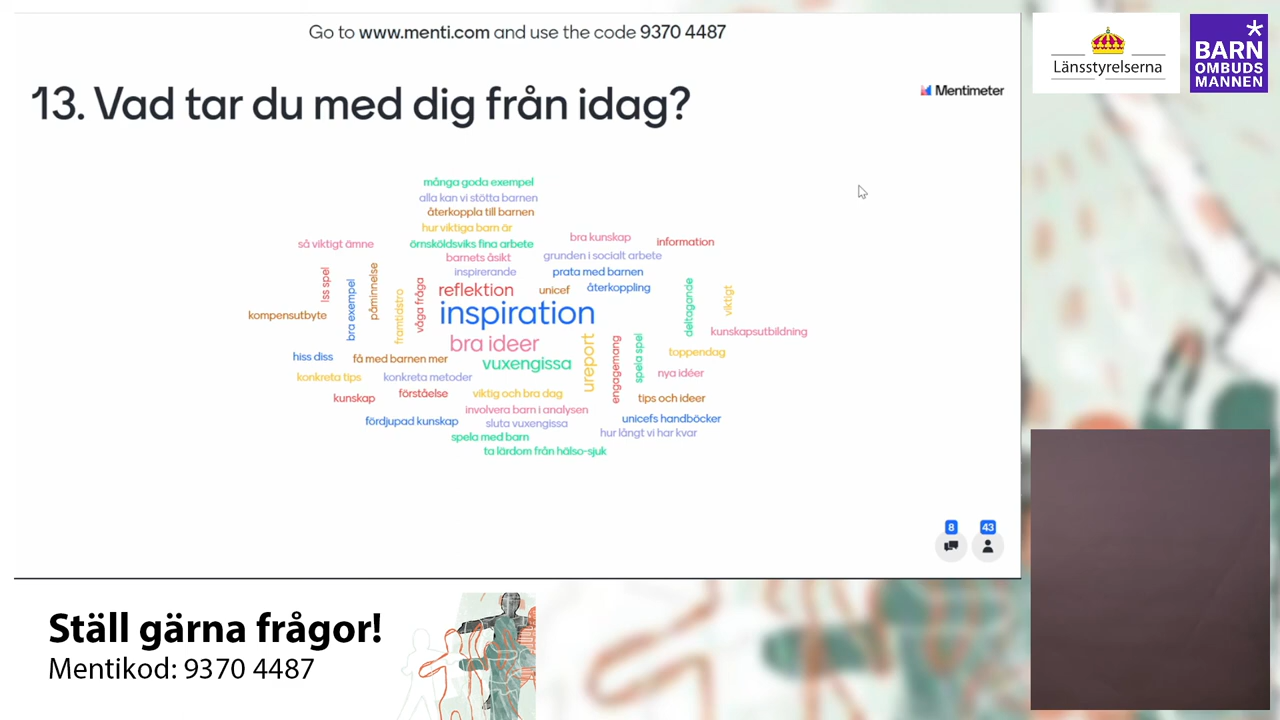 Go to www.menti.com and use the code 9370 4487
Länsstyrelserna
BARN
OMBUDS
MANNEN
13. Vad tar du med dig från idag?
Mentimeter
många goda exempel
alla kan vi stötta barnen
återkoppla till barnen
hur viktiga barn är
så viktigt ämne
örnsköldsviks fina arbete
bra kunskap
information
barnets åsikt
grunden i socialt arbete
inspirerande
prata med barnen
lss spel
bra exempel
påminnelse
framtidstro
våga fråga
reflektion
unicef
återkoppling
deltagande
viktigt
kompensutbyte
inspiration
kunskapsutbildning
bra ideer
ureport
engagemang
spela spel
toppendag
hiss diss
få med barnen mer
vuxengissa
nya idéer
konkreta tips
konkreta metoder
kunskap
förståelse
viktig och bra dag
tips och ideer
involvera barn i analysen
fördjupad kunskap
sluta vuxengissa
unicefs handböcker
spela med barn
hur långt vi har kvar
ta lärdom från hälso-sjuk
8
43
Ställ gärna frågor!
Mentikod: 9370 4487